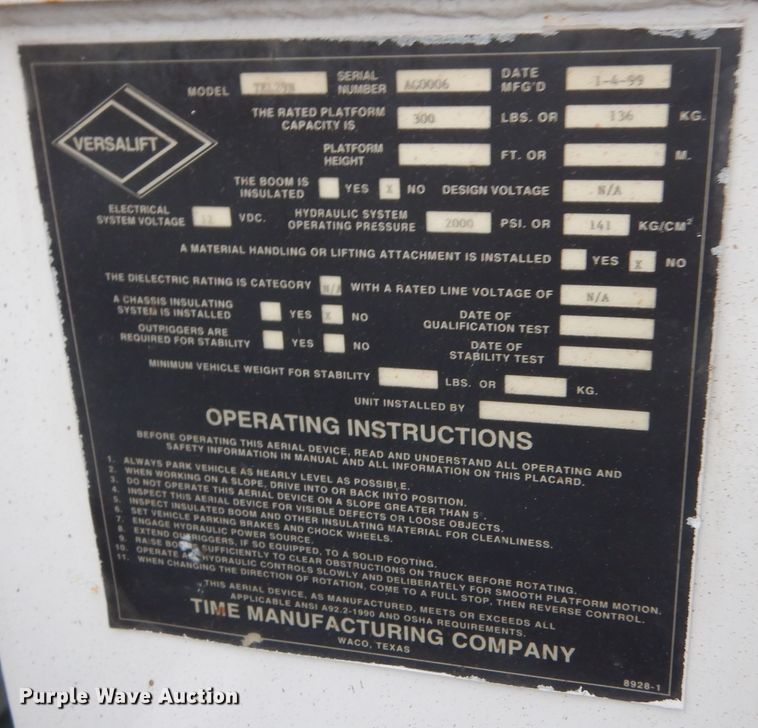 VERSALIFT
MODEL TEL29N SERIAL NUMBER AG0006 DATE MFG'D 1-4-99
THE RATED PLATFORM CAPACITY IS 300 LBS. OR 136 KG.
PLATFORM HEIGHT FT. OR M.
THE BOOM IS INSULATED YES X NO DESIGN VOLTAGE N/A
ELECTRICAL SYSTEM VOLTAGE 12 VDC. HYDRAULIC SYSTEM OPERATING PRESSURE 2000 PSI. OR 141 KG/CM²
A MATERIAL HANDLING OR LIFTING ATTACHMENT IS INSTALLED YES X NO
THE DIELECTRIC RATING IS CATEGORY N/A WITH A RATED LINE VOLTAGE OF N/A
A CHASSIS INSULATING SYSTEM IS INSTALLED YES X NO DATE OF QUALIFICATION TEST
OUTRIGGERS ARE REQUIRED FOR STABILITY YES NO DATE OF STABILITY TEST
MINIMUM VEHICLE WEIGHT FOR STABILITY LBS. OR KG.
UNIT INSTALLED BY
OPERATING INSTRUCTIONS
BEFORE OPERATING THIS AERIAL DEVICE, READ AND UNDERSTAND ALL OPERATING AND
SAFETY INFORMATION IN MANUAL AND ALL INFORMATION ON THIS PLACARD.
1. ALWAYS PARK VEHICLE AS NEARLY LEVEL AS POSSIBLE.
2. WHEN WORKING ON A SLOPE, DRIVE INTO OR BACK INTO POSITION.
3. DO NOT OPERATE THIS AERIAL DEVICE ON A SLOPE GREATER THAN 5°.
4. INSPECT THIS AERIAL DEVICE FOR VISIBLE DEFECTS OR LOOSE OBJECTS.
5. INSPECT INSULATED BOOM AND OTHER INSULATING MATERIAL FOR CLEANLINESS.
6. SET VEHICLE PARKING BRAKES AND CHOCK WHEELS.
7. ENGAGE HYDRAULIC POWER SOURCE.
8. EXTEND OUTRIGGERS, IF SO EQUIPPED, TO A SOLID FOOTING.
9. RAISE BOOM SUFFICIENTLY TO CLEAR OBSTRUCTIONS ON TRUCK BEFORE ROTATING.
10. OPERATE ALL HYDRAULIC CONTROLS SLOWLY AND DELIBERATELY FOR SMOOTH PLATFORM MOTION.
11. WHEN CHANGING THE DIRECTION OF ROTATION, COME TO A FULL STOP, THEN REVERSE CONTROL.
THIS AERIAL DEVICE, AS MANUFACTURED, MEETS OR EXCEEDS ALL
APPLICABLE ANSI A92.2-1990 AND OSHA REQUIREMENTS.
TIME MANUFACTURING COMPANY
WACO, TEXAS
8928-1
Purple Wave Auction